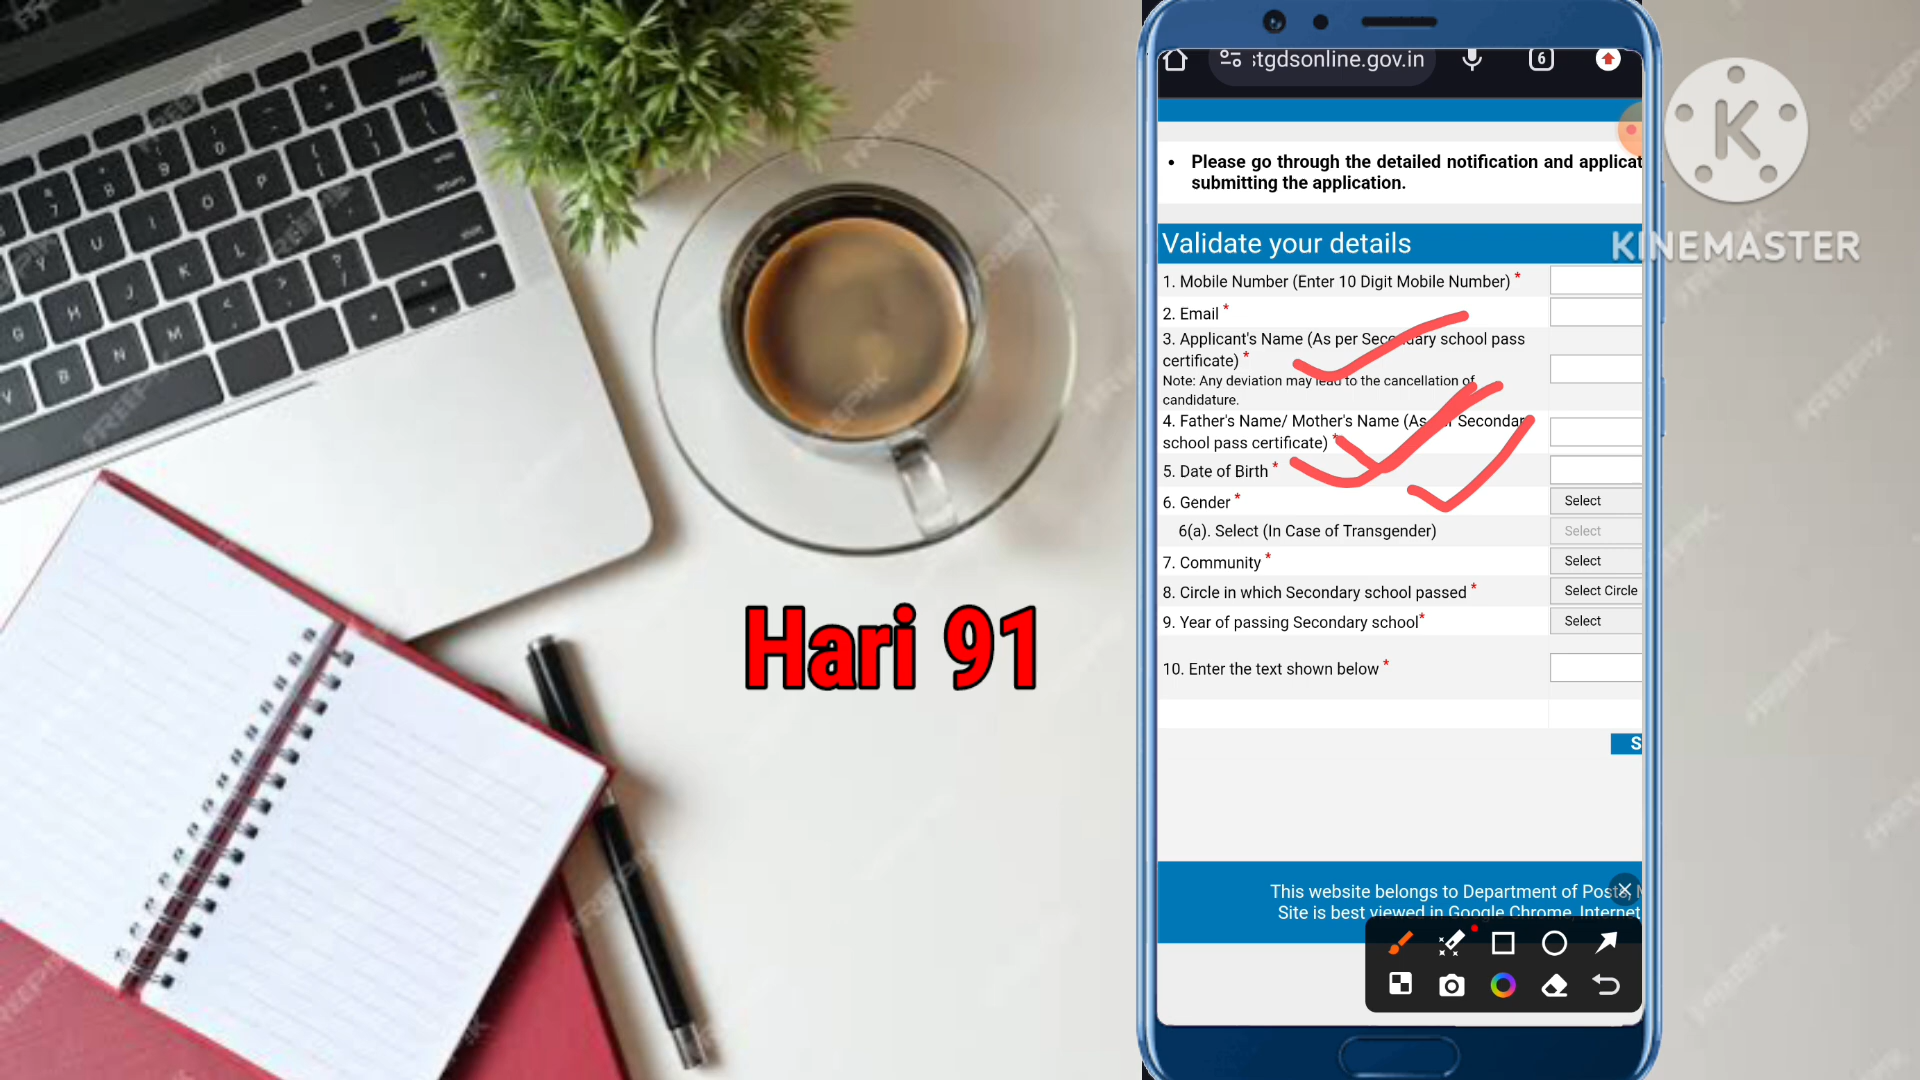 :tgdsonline.gov.in
6
Please go through the detailed notification and applicat
submitting the application.
Validate your details
1. Mobile Number (Enter 10 Digit Mobile Number) *
2. Email *
3. Applicant's Name (As per Secondary school pass
certificate) *
Note: Any deviation may lead to the cancellation of
candidature.
4. Father's Name/ Mother's Name (As per Secondary
school pass certificate) *
5. Date of Birth *
6. Gender *
Select
6(a). Select (In Case of Transgender)
Select
7. Community *
Select
8. Circle in which Secondary school passed *
Select Circle
9. Year of passing Secondary school*
Select
10. Enter the text shown below *
S
This website belongs to Department of Posts, M
Site is best viewed in Google Chrome, Internet
Hari 91
K
KINEMASTER
FREEPIK